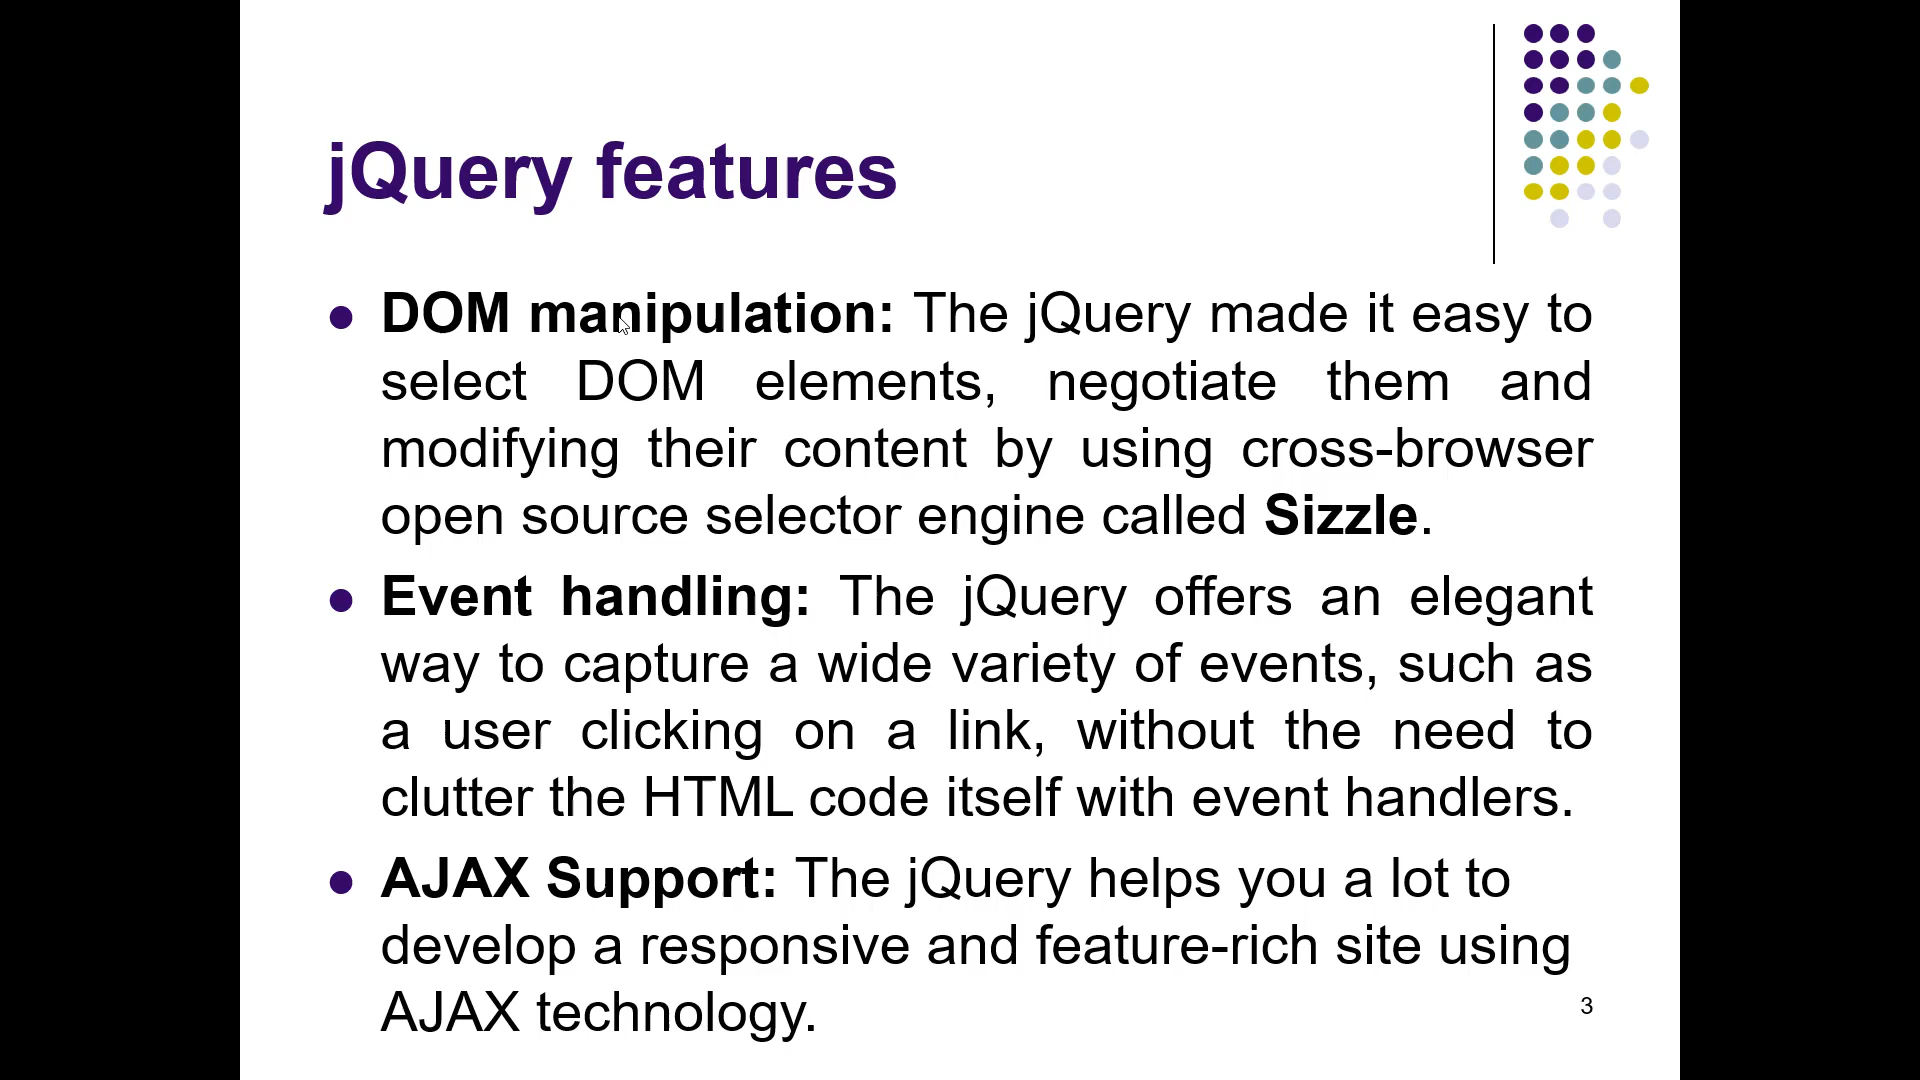 jQuery features
● DOM manipulation: The jQuery made it easy to
select DOM elements, negotiate them and
modifying their content by using cross-browser
open source selector engine called Sizzle.
● Event handling: The jQuery offers an elegant
way to capture a wide variety of events, such as
a user clicking on a link, without the need to
clutter the HTML code itself with event handlers.
● AJAX Support: The jQuery helps you a lot to
develop a responsive and feature-rich site using
AJAX technology.
3